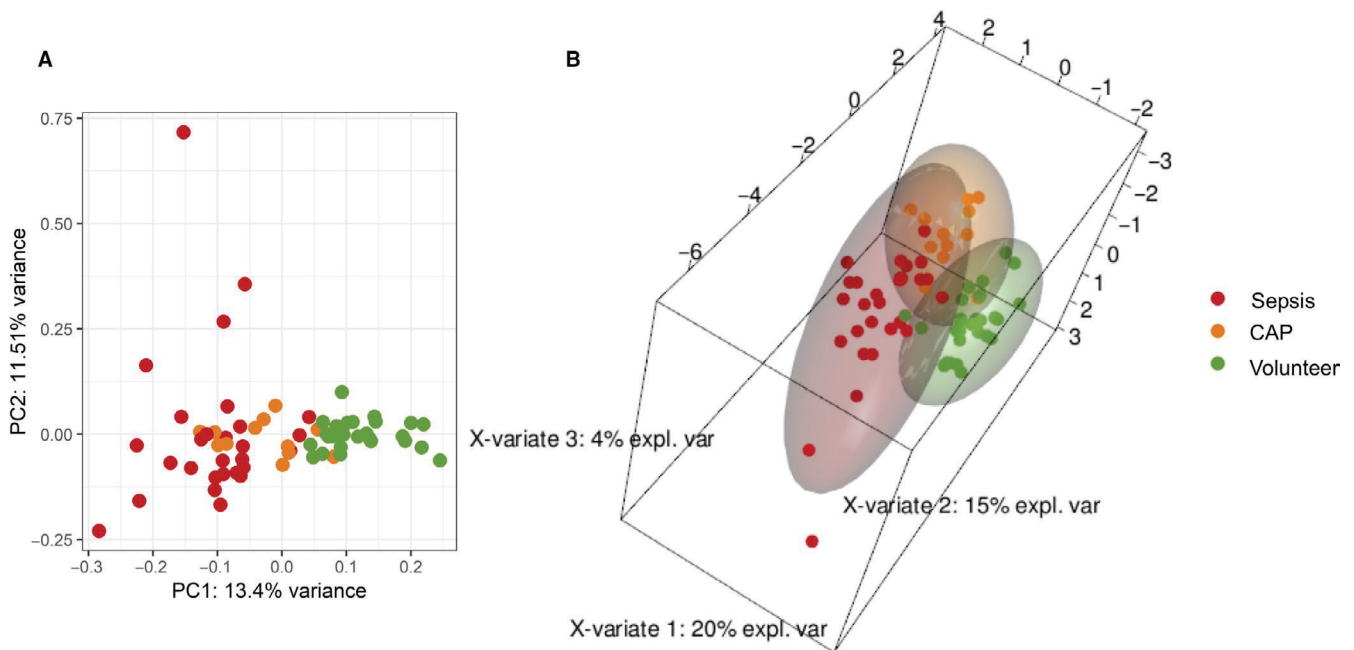 A
B
0.75
0.50
0.25
0.00
−0.25
PC2: 11.51% variance
−0.3
−0.2
−0.1
0.0
0.1
0.2
PC1: 13.4% variance
4
2
0
−2
−4
−6
2
1
0
−1
−2
−3
−2
−1
0
1
2
3
X-variate 3: 4% expl. var
X-variate 2: 15% expl. var
X-variate 1: 20% expl. var
Sepsis
CAP
Volunteer